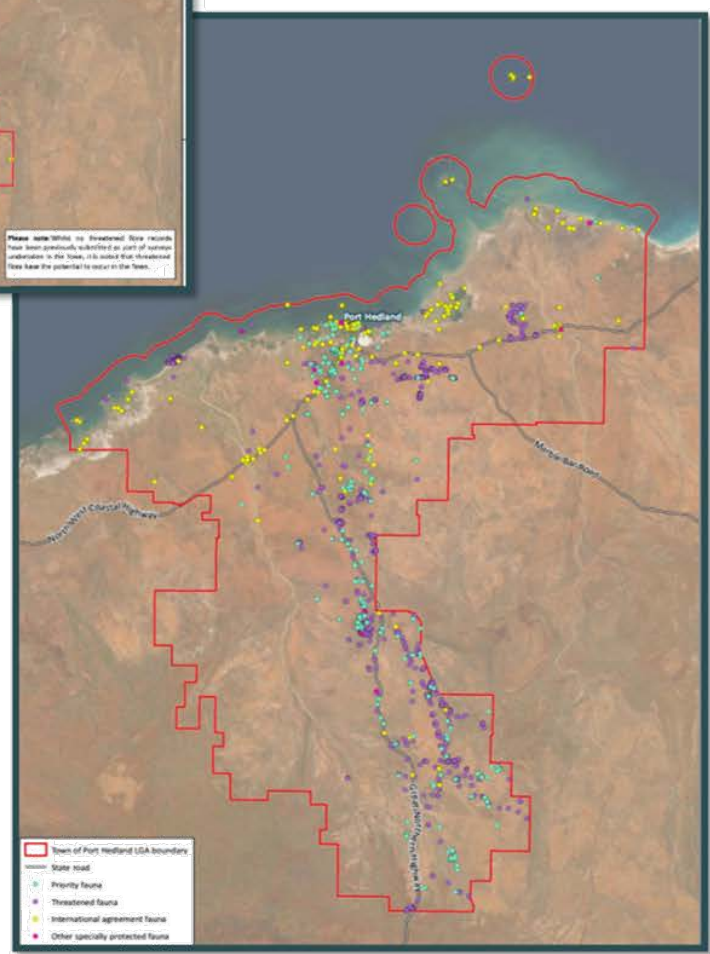 Please note: Whilst no threatened flora records
have been previously submitted as part of surveys
undertaken in the Town, it is noted that threatened
flora have the potential to occur in the Town.
Port Hedland
Marble Bar Road
North West Coastal Highway
Great Northern Highway
Town of Port Hedland LGA boundary
State road
Priority fauna
Threatened fauna
International agreement fauna
Other specially protected fauna